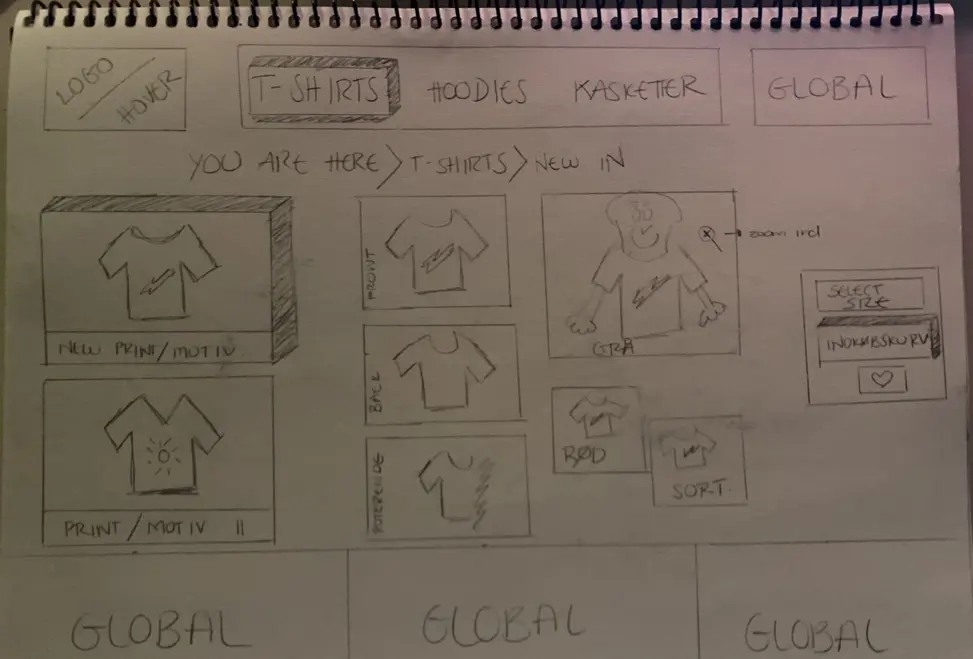 LOGO
HOVER
T-SHIRTS
HOODIES
KASKETTER
GLOBAL
YOU ARE HERE > T-SHIRTS > NEW IN
NEW PRINT/MOTIV
PRINT/MOTIV II
FRONT
BACK
GRÅ
zoom ind
RØD
SORT.
SELECT
SIZE
INDKØBSKURV
GLOBAL
GLOBAL
GLOBAL